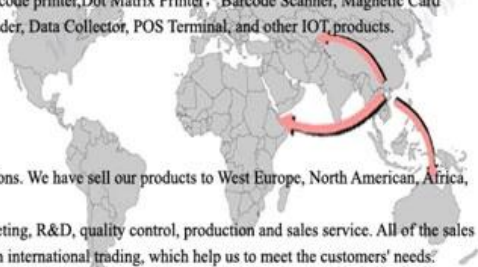 code printer,Dot Matrix Printer, Barcode Scanner, Magnetic Card
der, Data Collector, POS Terminal, and other IOT products.
ons. We have sell our products to West Europe, North American, Africa,
eting, R&D, quality control, production and sales service. All of the sales
n international trading, which help us to meet the customers' needs.